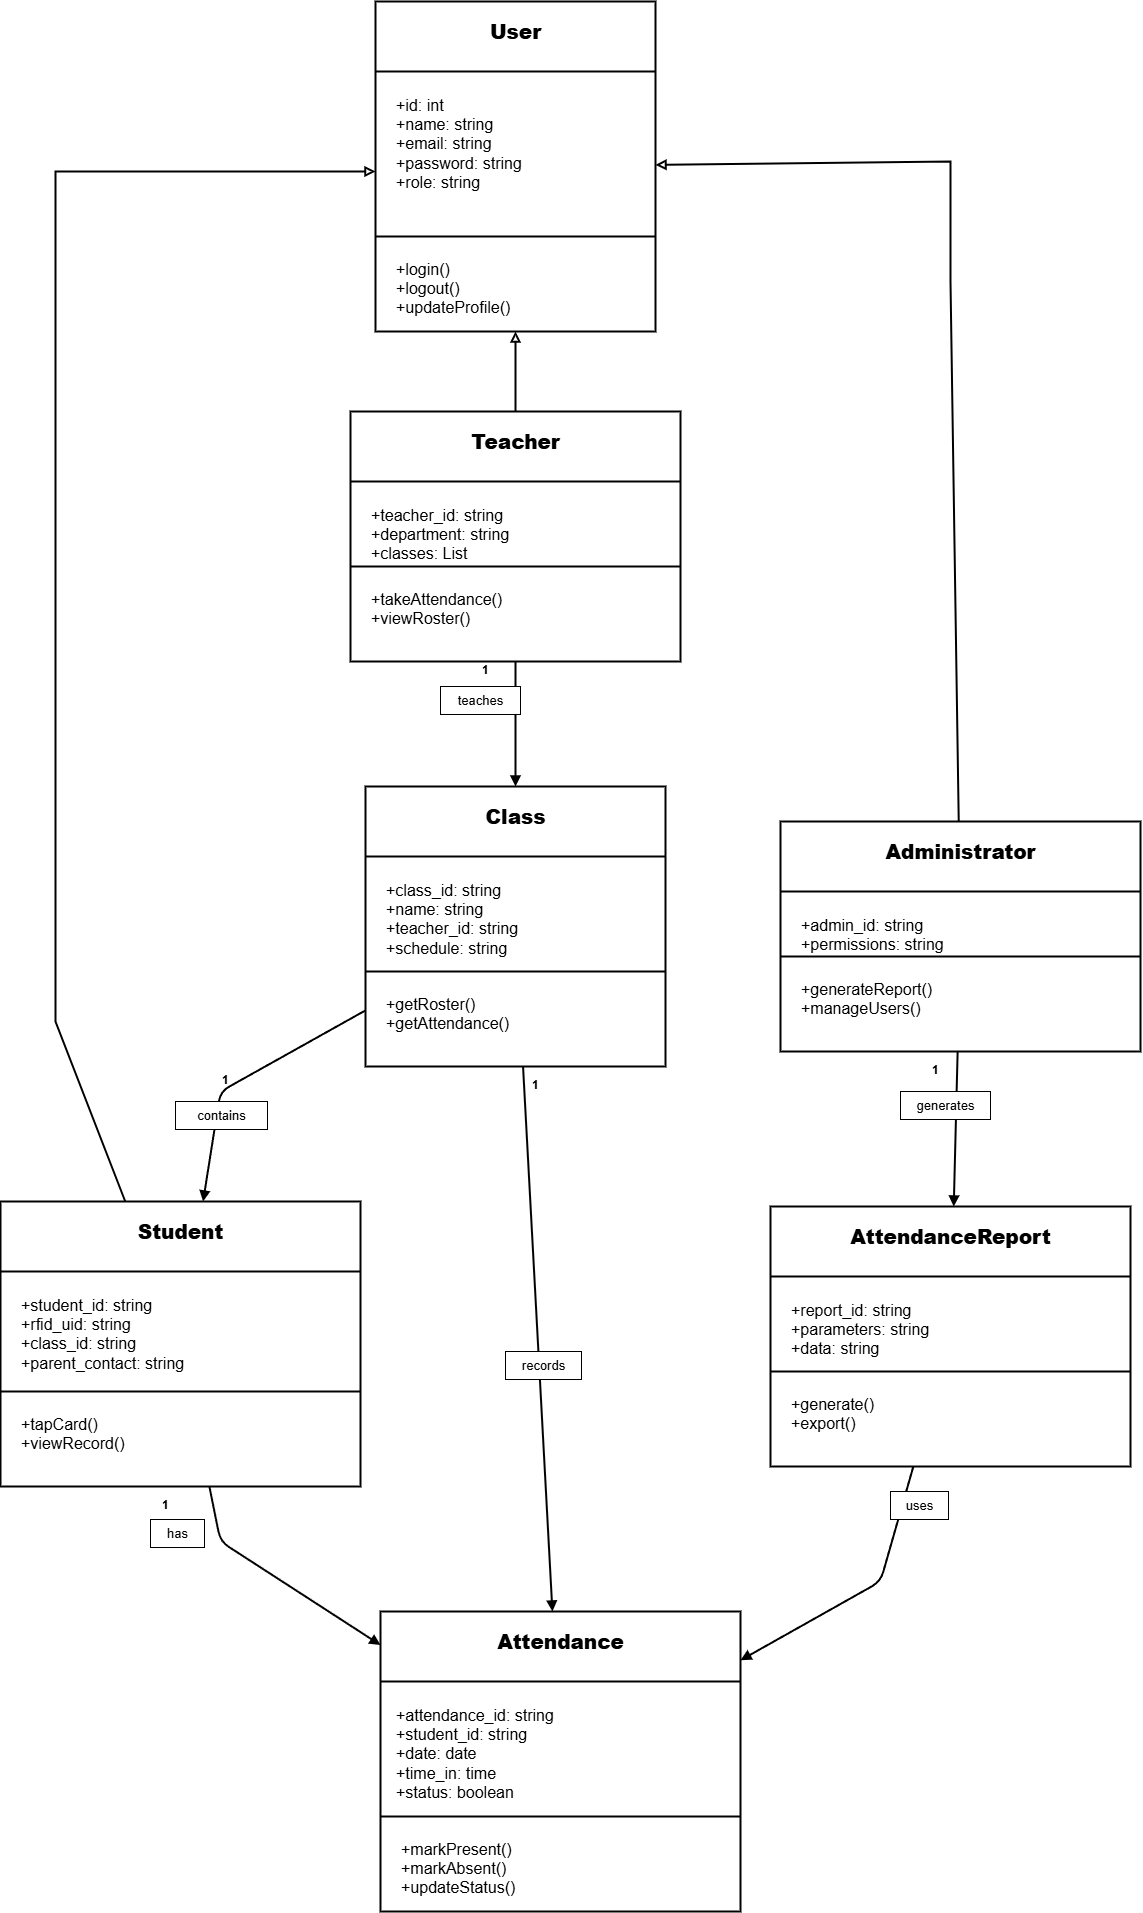 User
+id: int
+name: string
+email: string
+password: string
+role: string
+login()
+logout()
+updateProfile()
Teacher
+teacher_id: string
+department: string
+classes: List
+takeAttendance()
+viewRoster()
1
teaches
Class
+class_id: string
+name: string
+teacher_id: string
+schedule: string
+getRoster()
+getAttendance()
Administrator
+admin_id: string
+permissions: string
+generateReport()
+manageUsers()
1
contains
1
1
generates
Student
+student_id: string
+rfid_uid: string
+class_id: string
+parent_contact: string
+tapCard()
+viewRecord()
records
AttendanceReport
+report_id: string
+parameters: string
+data: string
+generate()
+export()
1
has
uses
Attendance
+attendance_id: string
+student_id: string
+date: date
+time_in: time
+status: boolean
+markPresent()
+markAbsent()
+updateStatus()